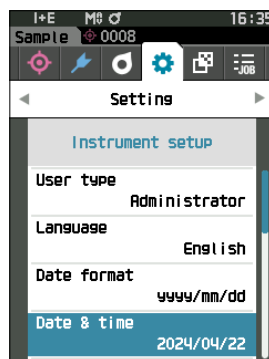 I+E M0 16:35
Sample 0008
-JOB
Setting
Instrument setup
User type
Administrator
Language
English
Date format
yyyy/mm/dd
Date & time
2024/04/22